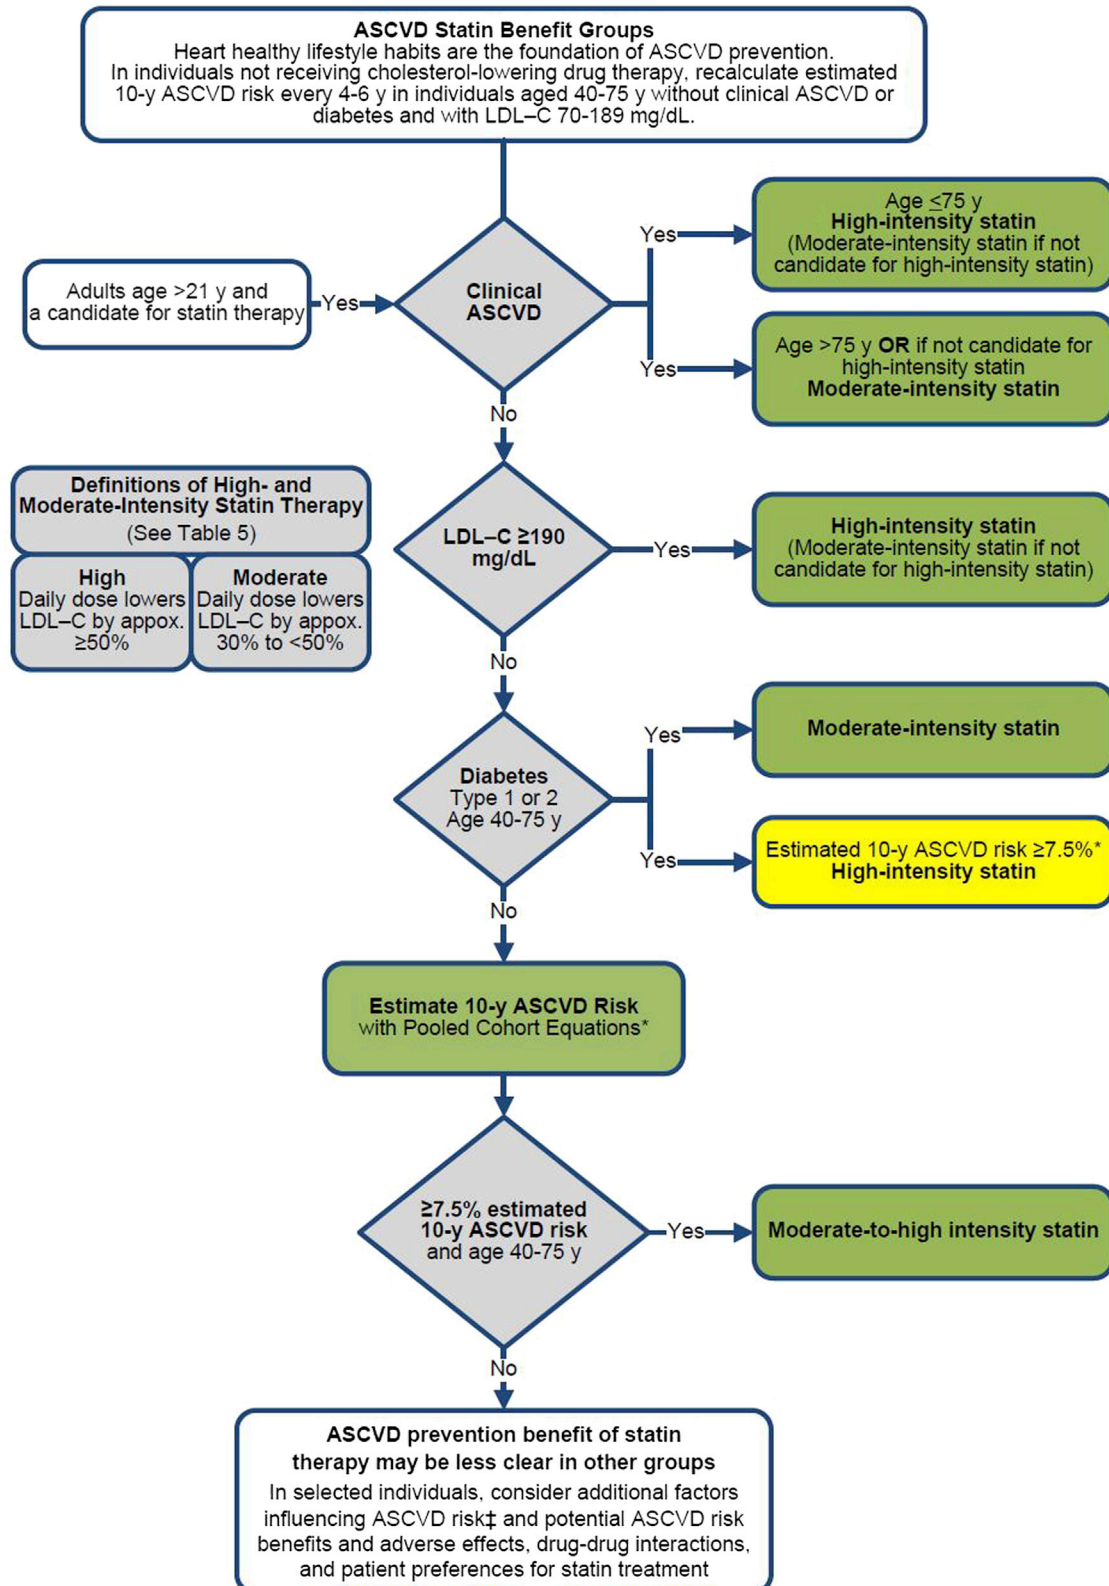 ASCVD Statin Benefit Groups
Heart healthy lifestyle habits are the foundation of ASCVD prevention.
In individuals not receiving cholesterol-lowering drug therapy, recalculate estimated
10-y ASCVD risk every 4-6 y in individuals aged 40-75 y without clinical ASCVD or
diabetes and with LDL–C 70-189 mg/dL.
Adults age >21 y and
a candidate for statin therapy
Yes
Clinical
ASCVD
Yes
Age ≤75 y
High-intensity statin
(Moderate-intensity statin if not
candidate for high-intensity statin)
Yes
Age >75 y OR if not candidate for
high-intensity statin
Moderate-intensity statin
No
Definitions of High- and
Moderate-Intensity Statin Therapy
(See Table 5)
High
Daily dose lowers
LDL–C by appox.
≥50%
Moderate
Daily dose lowers
LDL–C by appox.
30% to <50%
LDL–C ≥190
mg/dL
Yes
High-intensity statin
(Moderate-intensity statin if not
candidate for high-intensity statin)
No
Diabetes
Type 1 or 2
Age 40-75 y
Yes
Moderate-intensity statin
Yes
Estimated 10-y ASCVD risk ≥7.5%*
High-intensity statin
No
Estimate 10-y ASCVD Risk
with Pooled Cohort Equations*
≥7.5% estimated
10-y ASCVD risk
and age 40-75 y
Yes
Moderate-to-high intensity statin
No
ASCVD prevention benefit of statin
therapy may be less clear in other groups
In selected individuals, consider additional factors
influencing ASCVD risk‡ and potential ASCVD risk
benefits and adverse effects, drug-drug interactions,
and patient preferences for statin treatment